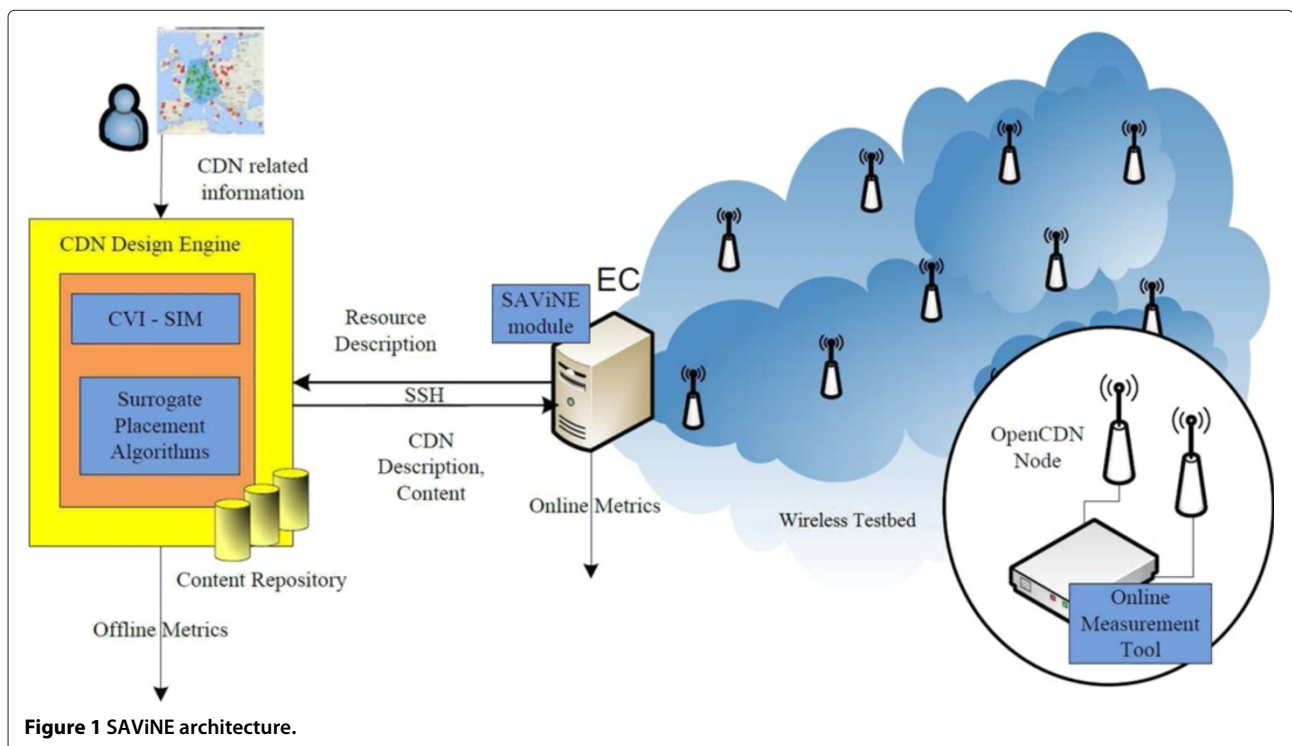 CDN related
information
CDN Design Engine
CVI - SIM
Surrogate
Placement
Algorithms
Content Repository
Offline Metrics
Resource
Description
SSH
CDN
Description,
Content
EC
SAViNE
module
Online Metrics
Wireless Testbed
OpenCDN
Node
Online
Measurement
Tool
Figure 1 SAViNE architecture.